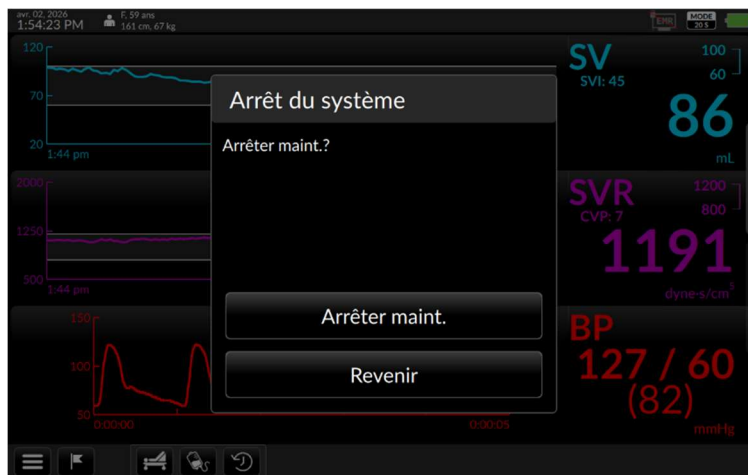 avr. 02, 2026
1:54:23 PM
F, 59 ans
161 cm, 67 kg
EMR
MODE
20 S
120
70
20
1:44 pm
SV
SVI: 45
100
60
86
mL
Arrêt du système
Arrêter maint.?
Arrêter maint.
Revenir
2000
1250
500
1:44 pm
SVR
CVP: 7
1200
800
1191
dyne-s/cm⁵
150
100
50
0:00:00
0:00:05
BP
127 / 60
(82)
mmHg